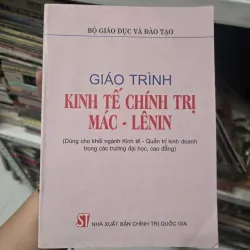 BỘ GIÁO DỤC VÀ ĐÀO TẠO
GIÁO TRÌNH
KINH TẾ CHÍNH TRỊ
MÁC - LÊNIN
(Dùng cho khối ngành Kinh tế - Quản trị kinh doanh
trong các trường đại học, cao đẳng)
ST NHÀ XUẤT BẢN CHÍNH TRỊ QUỐC GIA